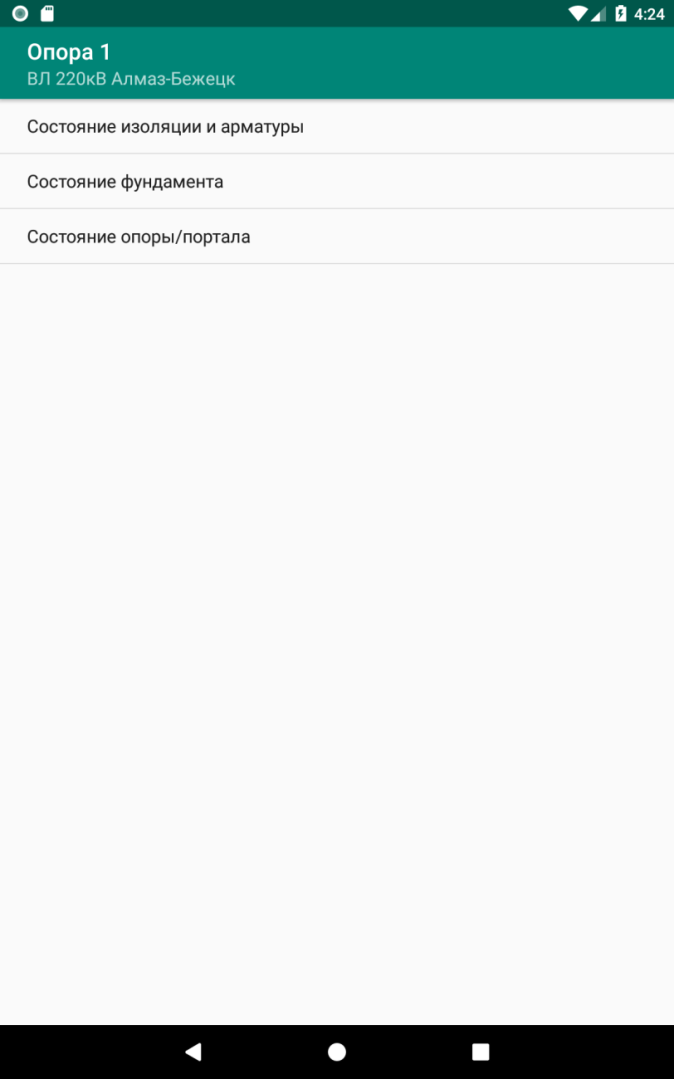 4:24
Опора 1
ВЛ 220кВ Алмаз-Бежецк
Состояние изоляции и арматуры
Состояние фундамента
Состояние опоры/портала